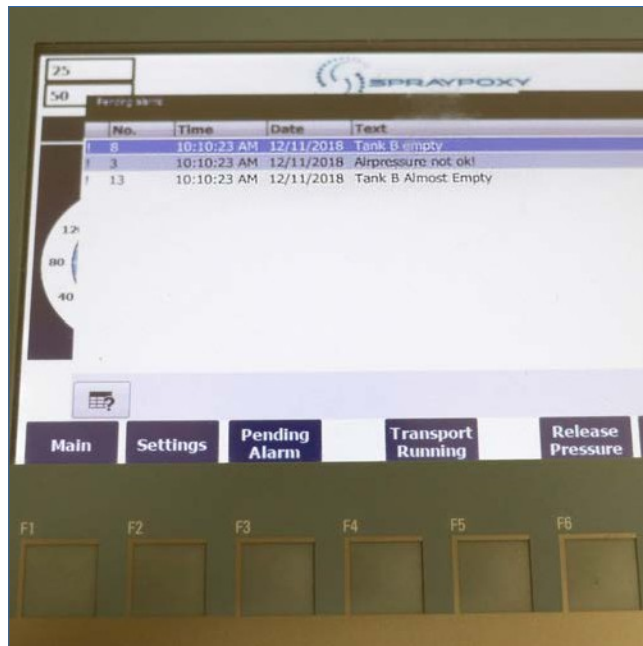 25
SPRAYPOXY
50
Pending alarms
No. Time Date Text
! 8 10:10:23 AM 12/11/2018 Tank B empty
! 3 10:10:23 AM 12/11/2018 Airpressure not ok!
! 13 10:10:23 AM 12/11/2018 Tank B Almost Empty
80
40
?
Main Settings Pending Alarm Transport Running Release Pressure
F1 F2 F3 F4 F5 F6